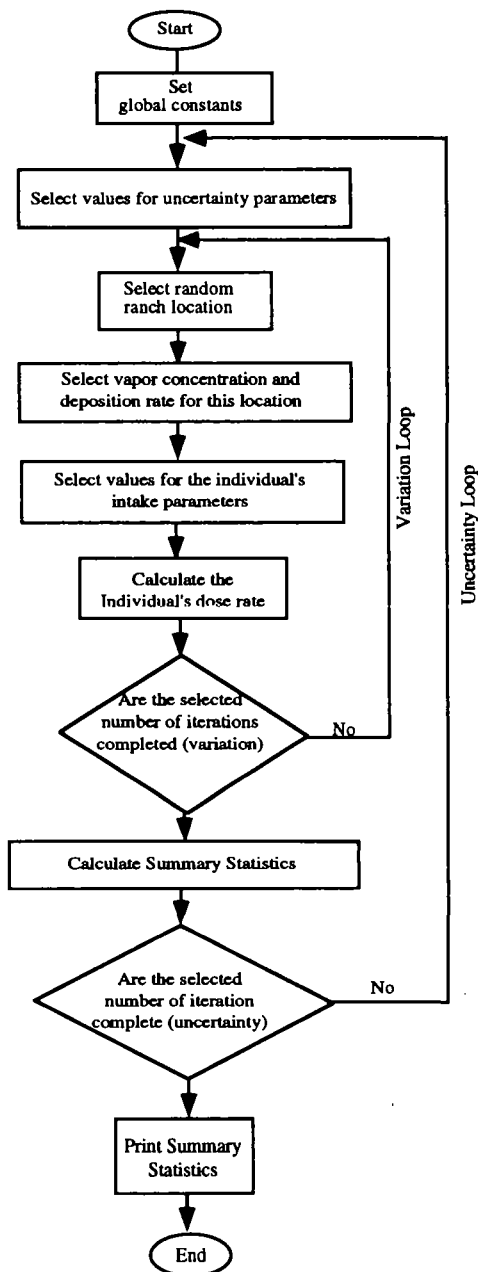 Start
Set
global constants
Select values for uncertainty parameters
Select random
ranch location
Select vapor concentration and
deposition rate for this location
Select values for the individual's
intake parameters
Calculate the
Individual's dose rate
Are the selected
number of iterations
completed (variation)
No
Variation Loop
Uncertainty Loop
Calculate Summary Statistics
Are the selected
number of iteration
complete (uncertainty)
No
Print Summary
Statistics
End